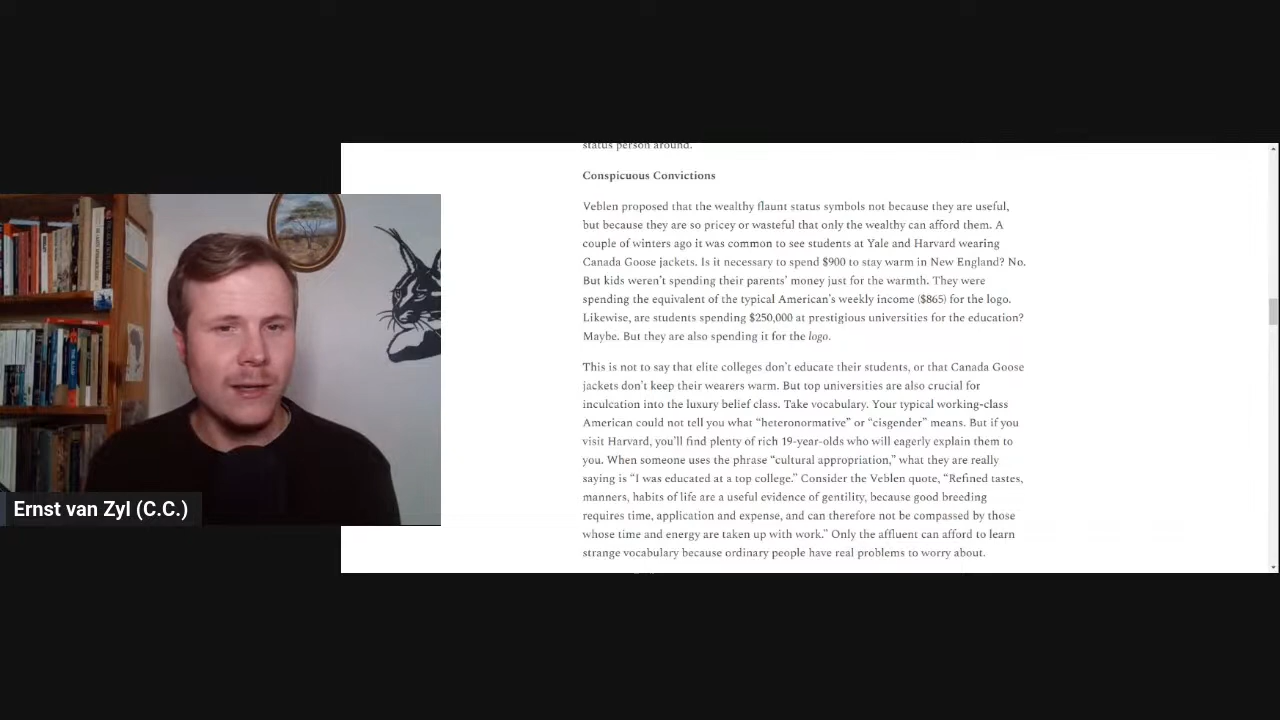 status person around.
Conspicuous Convictions
Veblen proposed that the wealthy flaunt status symbols not because they are useful,
but because they are so pricey or wasteful that only the wealthy can afford them. A
couple of winters ago it was common to see students at Yale and Harvard wearing
Canada Goose jackets. Is it necessary to spend $900 to stay warm in New England? No.
But kids weren't spending their parents' money just for the warmth. They were
spending the equivalent of the typical American's weekly income ($865) for the logo.
Likewise, are students spending $250,000 at prestigious universities for the education?
Maybe. But they are also spending it for the logo.
This is not to say that elite colleges don't educate their students, or that Canada Goose
jackets don't keep their wearers warm. But top universities are also crucial for
inculcation into the luxury belief class. Take vocabulary. Your typical working-class
American could not tell you what “heteronormative” or “cisgender” means. But if you
visit Harvard, you'll find plenty of rich 19-year-olds who will eagerly explain them to
you. When someone uses the phrase “cultural appropriation,” what they are really
saying is “I was educated at a top college.” Consider the Veblen quote, “Refined tastes,
manners, habits of life are a useful evidence of gentility, because good breeding
requires time, application and expense, and can therefore not be compassed by those
whose time and energy are taken up with work.” Only the affluent can afford to learn
strange vocabulary because ordinary people have real problems to worry about.
Ernst van Zyl (C.C.)